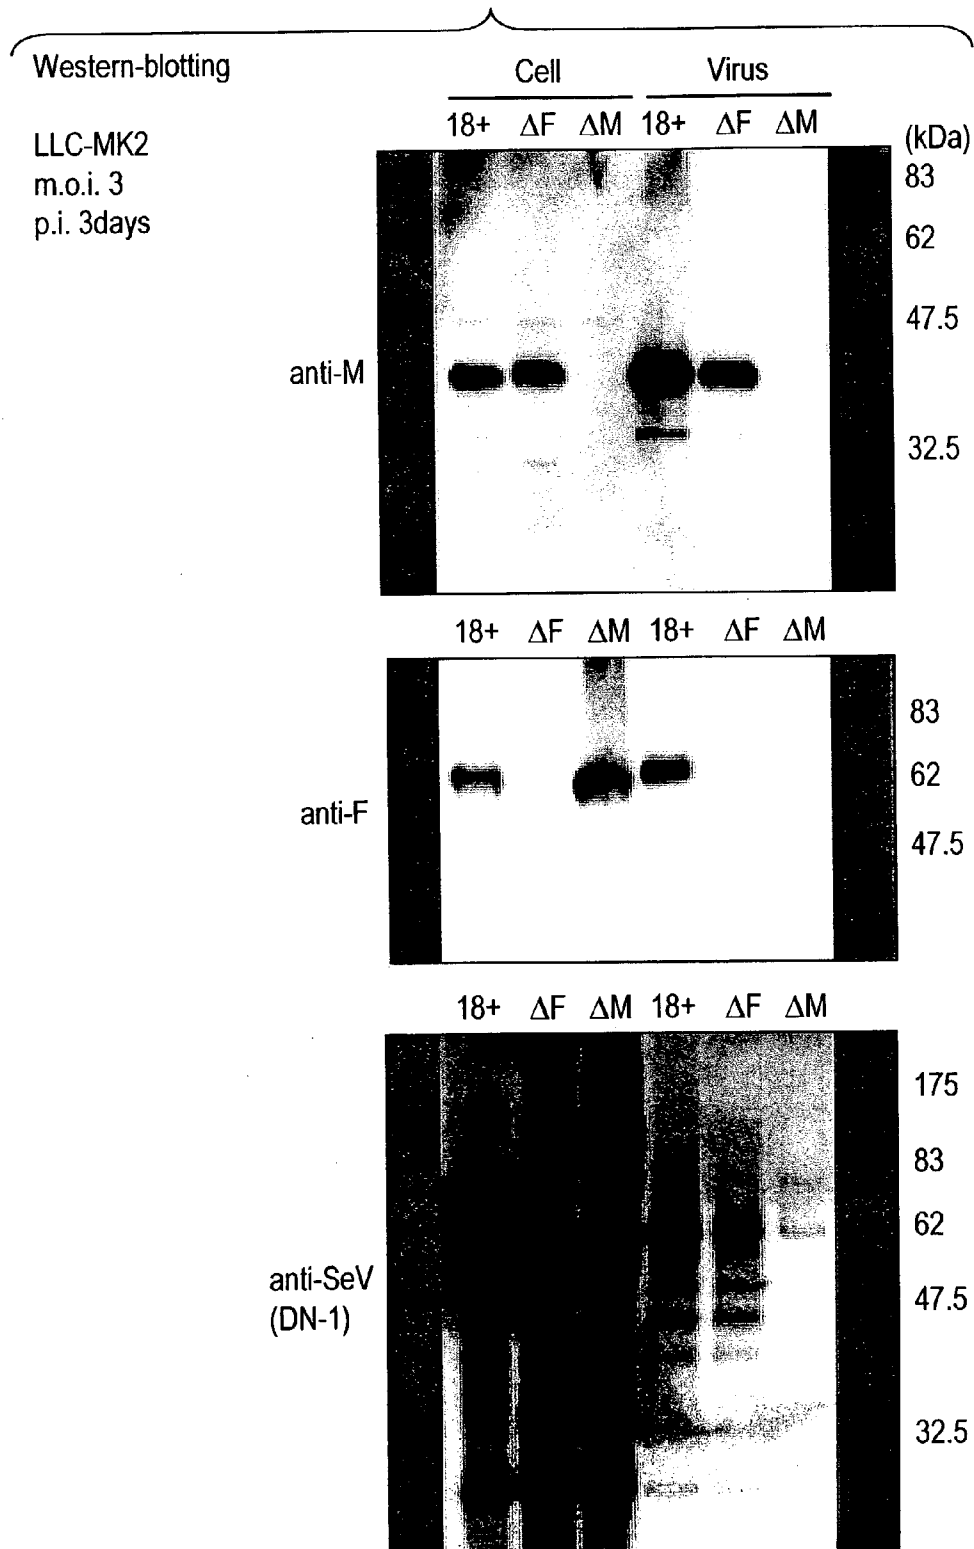 Western-blotting
LLC-MK2
m.o.i. 3
p.i. 3days
Cell Virus
18+ ΔF ΔM 18+ ΔF ΔM
(kDa)
83
62
47.5
anti-M
32.5
18+ ΔF ΔM 18+ ΔF ΔM
83
62
anti-F
47.5
18+ ΔF ΔM 18+ ΔF ΔM
175
83
62
anti-SeV
(DN-1)
47.5
32.5